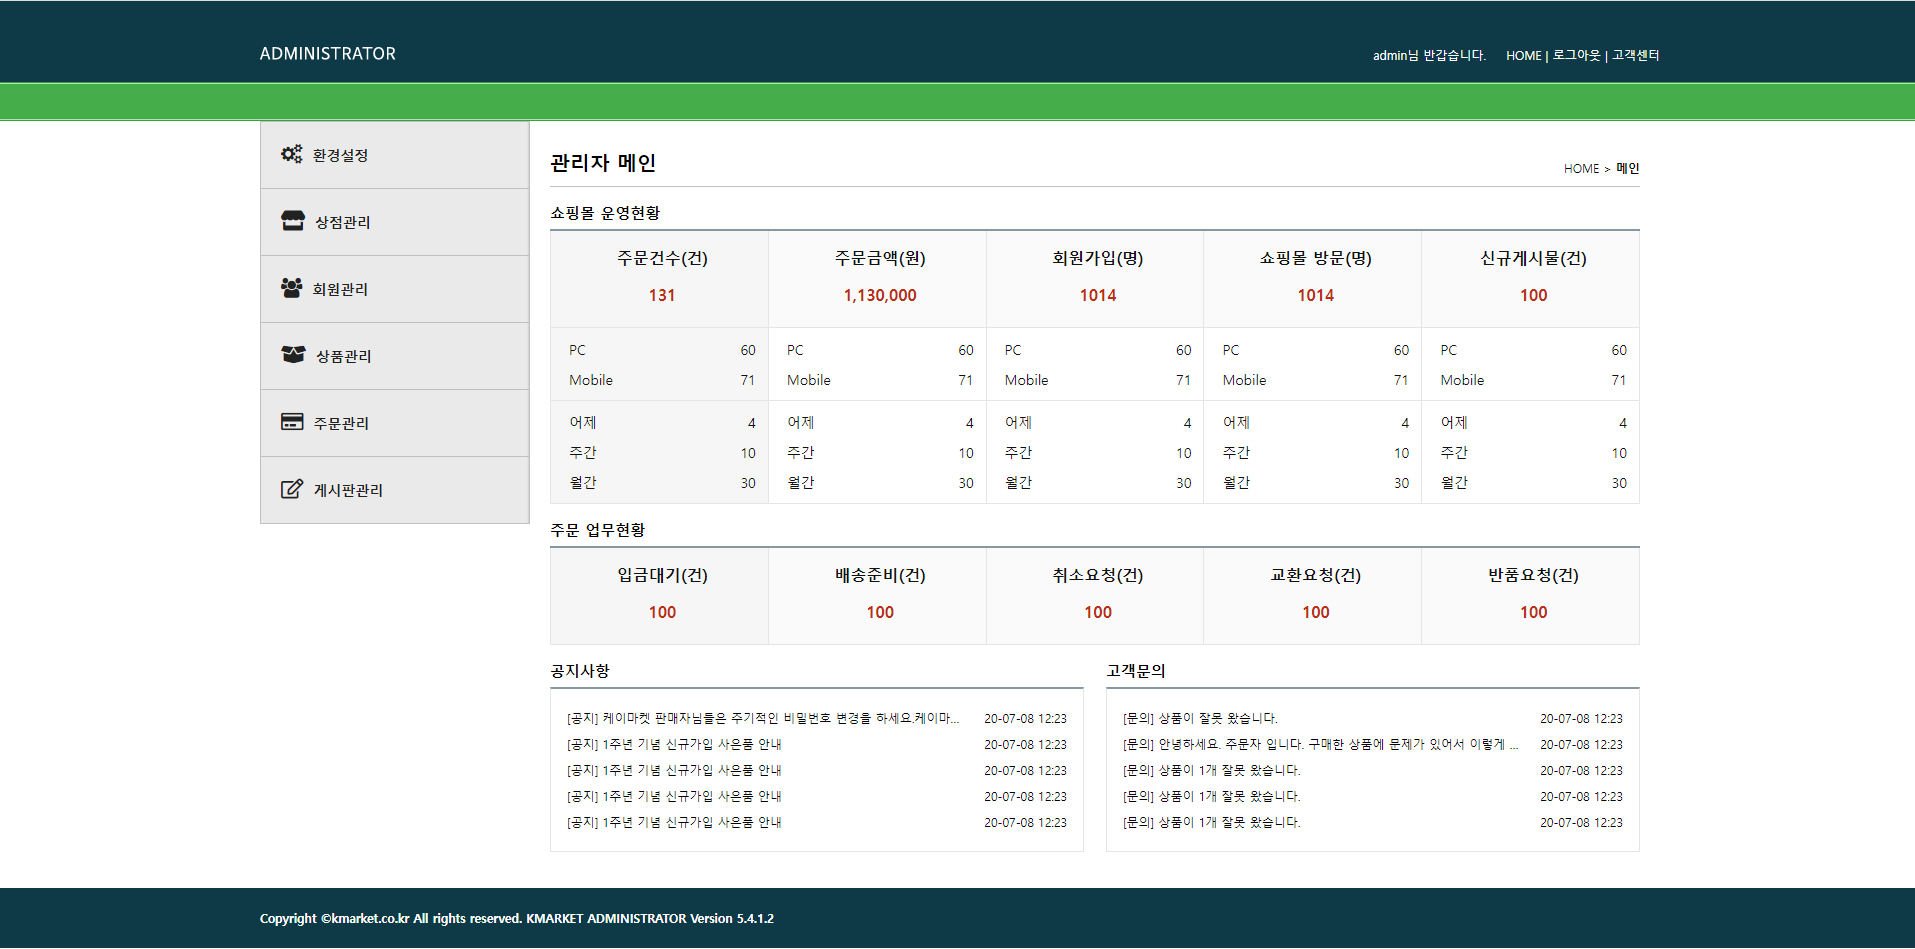 ADMINISTRATOR
admin님 반갑습니다. HOME | 로그아웃 | 고객센터
환경설정
상점관리
회원관리
상품관리
주문관리
게시판관리
관리자 메인
HOME > 메인
쇼핑몰 운영현황
주문건수(건) 주문금액(원) 회원가입(명) 쇼핑몰 방문(명) 신규게시물(건)
131 1,130,000 1014 1014 100
PC 60 PC 60 PC 60 PC 60 PC 60
Mobile 71 Mobile 71 Mobile 71 Mobile 71 Mobile 71
어제 4 어제 4 어제 4 어제 4 어제 4
주간 10 주간 10 주간 10 주간 10 주간 10
월간 30 월간 30 월간 30 월간 30 월간 30
주문 업무현황
입금대기(건) 배송준비(건) 취소요청(건) 교환요청(건) 반품요청(건)
100 100 100 100 100
공지사항
[공지] 케이마켓 판매자님들은 주기적인 비밀번호 변경을 하세요.케이마... 20-07-08 12:23
[공지] 1주년 기념 신규가입 사은품 안내 20-07-08 12:23
[공지] 1주년 기념 신규가입 사은품 안내 20-07-08 12:23
[공지] 1주년 기념 신규가입 사은품 안내 20-07-08 12:23
[공지] 1주년 기념 신규가입 사은품 안내 20-07-08 12:23
고객문의
[문의] 상품이 잘못 왔습니다. 20-07-08 12:23
[문의] 안녕하세요. 주문자 입니다. 구매한 상품에 문제가 있어서 이렇게 ... 20-07-08 12:23
[문의] 상품이 1개 잘못 왔습니다. 20-07-08 12:23
[문의] 상품이 1개 잘못 왔습니다. 20-07-08 12:23
[문의] 상품이 1개 잘못 왔습니다. 20-07-08 12:23
Copyright ©kmarket.co.kr All rights reserved. KMARKET ADMINISTRATOR Version 5.4.1.2